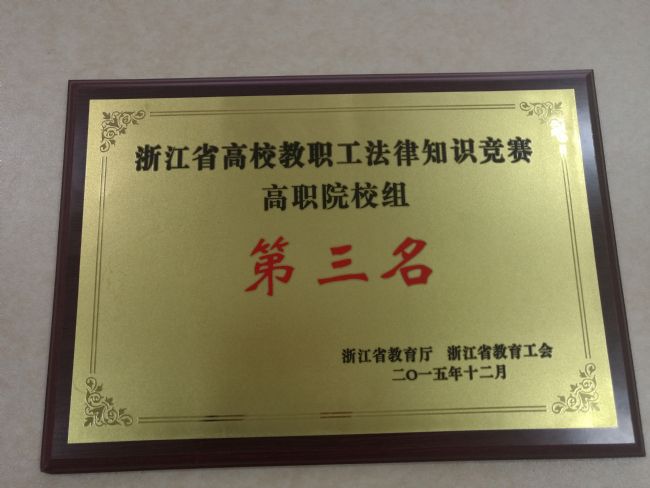 浙江省高校教职工法律知识竞赛
高职院校组
第三名
浙江省教育厅 浙江省教育工会
二〇一五年十二月